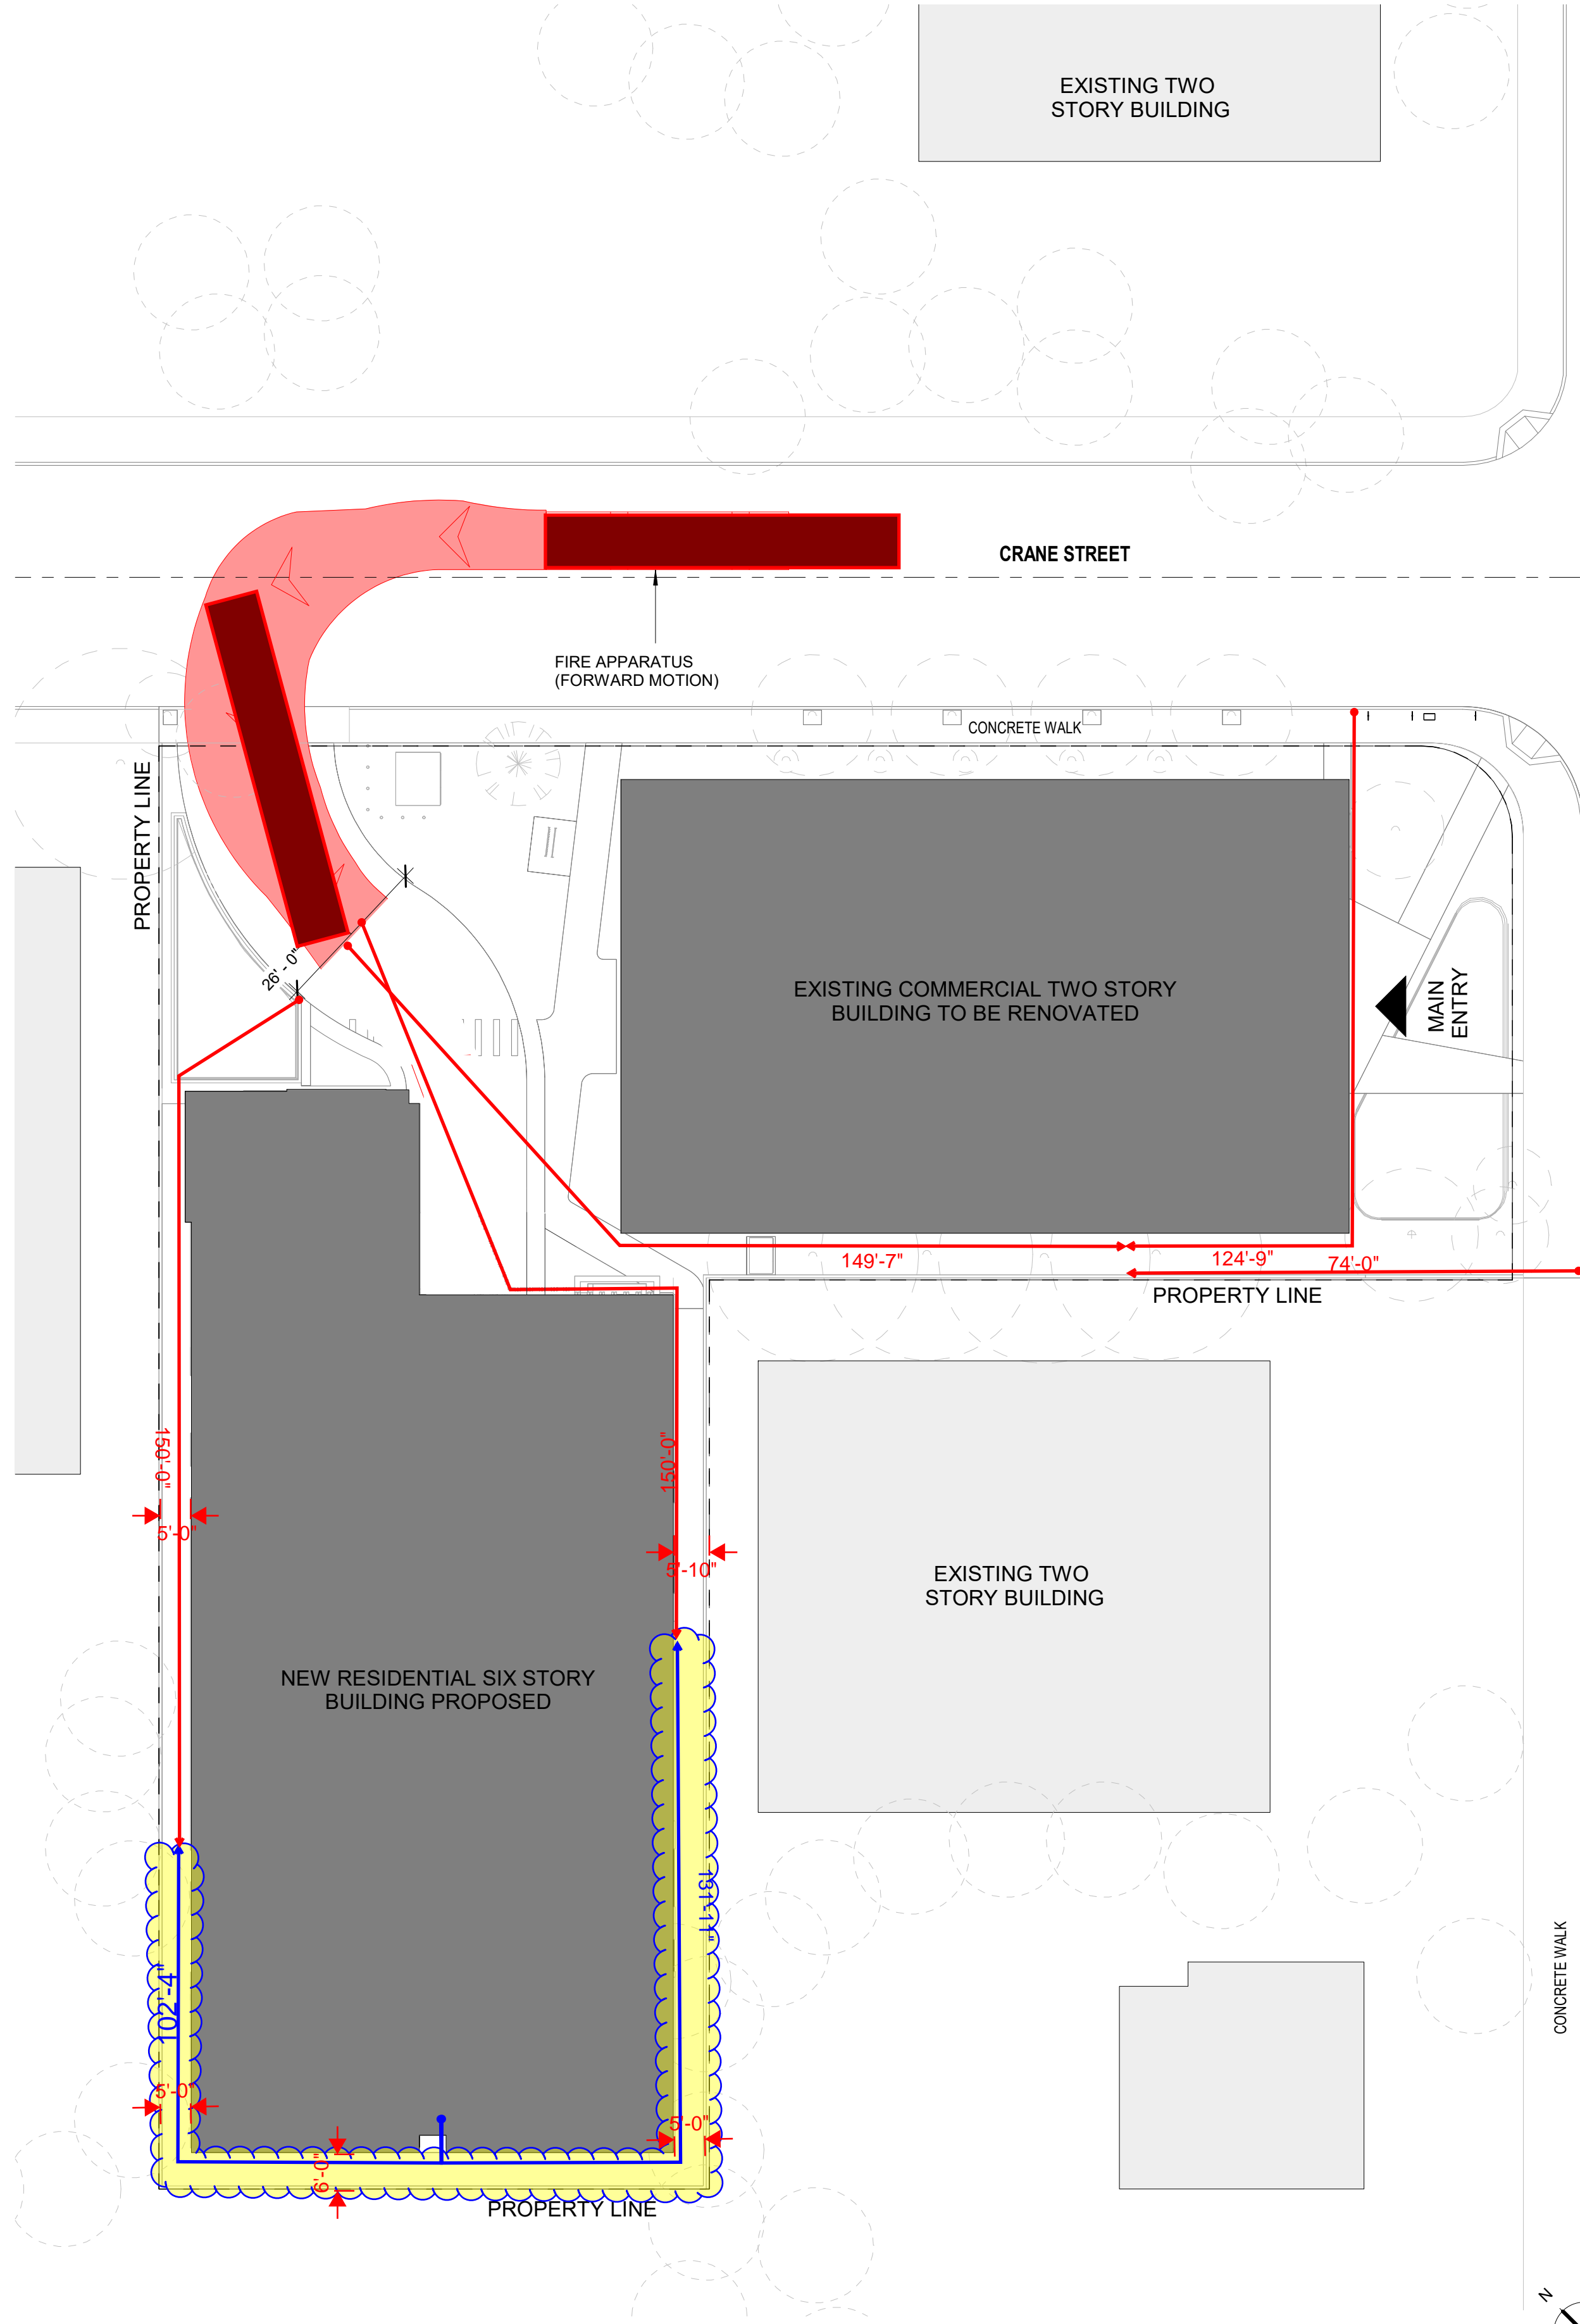 EXISTING TWO
STORY BUILDING
CRANE STREET
FIRE APPARATUS
(FORWARD MOTION)
CONCRETE WALK
PROPERTY LINE
26' - 0"
EXISTING COMMERCIAL TWO STORY
BUILDING TO BE RENOVATED
MAIN
ENTRY
149'-7"
124'-9"
74'-0"
PROPERTY LINE
150'-0"
150'-0"
5'-0"
5'-10"
EXISTING TWO
STORY BUILDING
NEW RESIDENTIAL SIX STORY
BUILDING PROPOSED
131'-11"
102'-4"
CONCRETE WALK
5'-0"
5'-0"
6'-0"
PROPERTY LINE
N